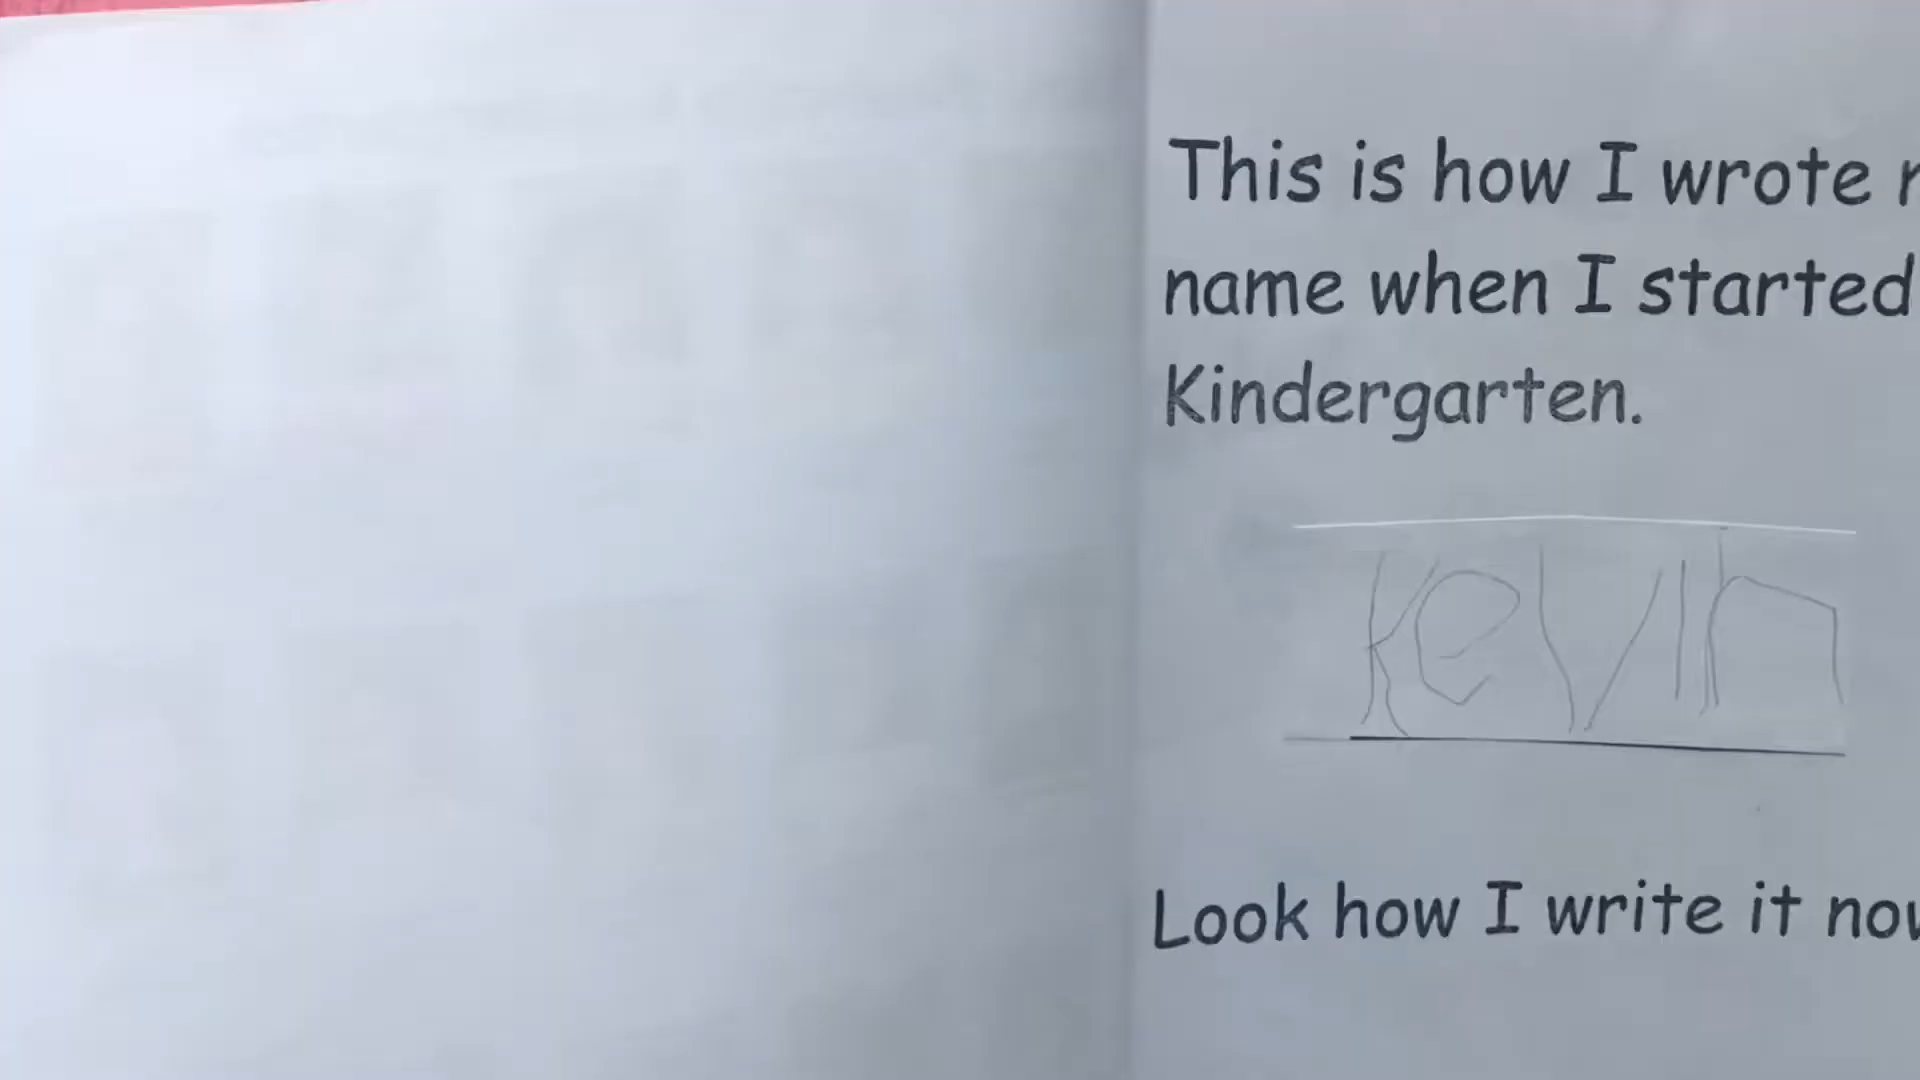 This is how I wrote
name when I started
Kindergarten.
Kevin
Look how I write it